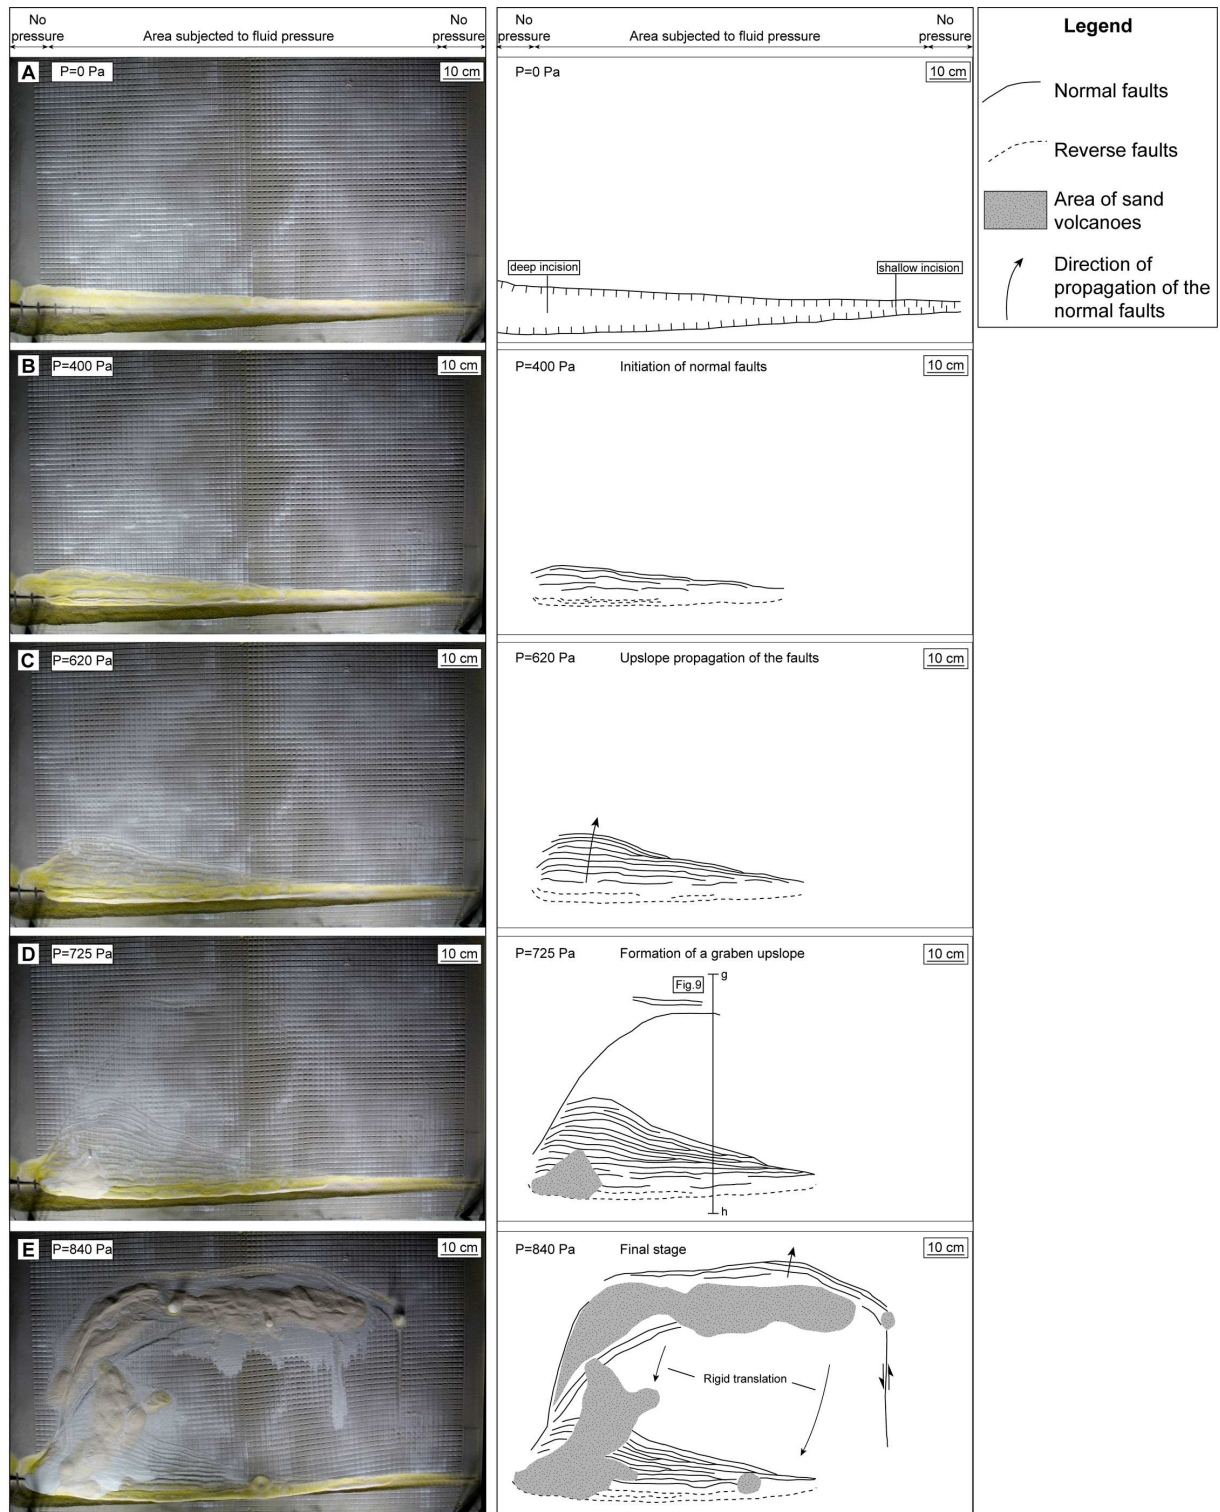 No
pressure
Area subjected to fluid pressure
No
pressure
A
P=0 Pa
10 cm
B
P=400 Pa
10 cm
C
P=620 Pa
10 cm
D
P=725 Pa
10 cm
E
P=840 Pa
10 cm
No
pressure
Area subjected to fluid pressure
No
pressure
P=0 Pa
10 cm
deep incision
shallow incision
P=400 Pa Initiation of normal faults
10 cm
P=620 Pa Upslope propagation of the faults
10 cm
P=725 Pa Formation of a graben upslope
10 cm
Fig.9
g
h
P=840 Pa Final stage
10 cm
Rigid translation
Legend
Normal faults
Reverse faults
Area of sand
volcanoes
Direction of
propagation of the
normal faults